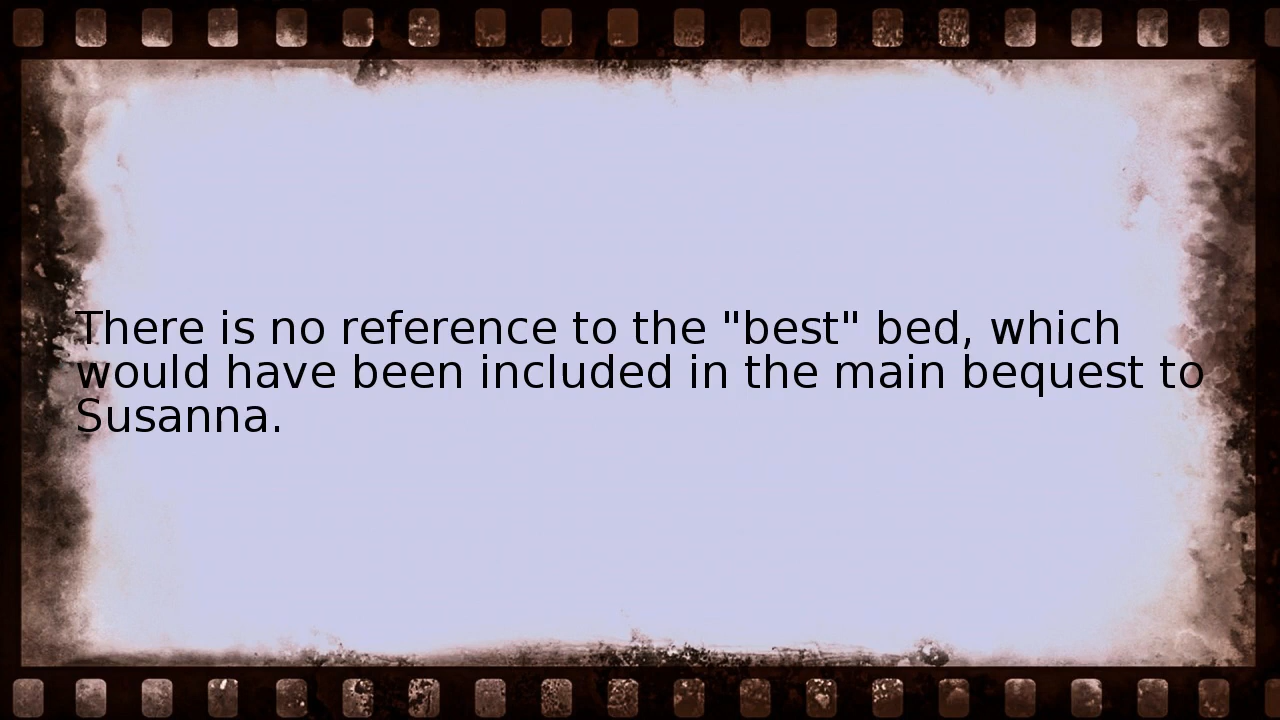 There is no reference to the "best" bed, which
would have been included in the main bequest to
Susanna.